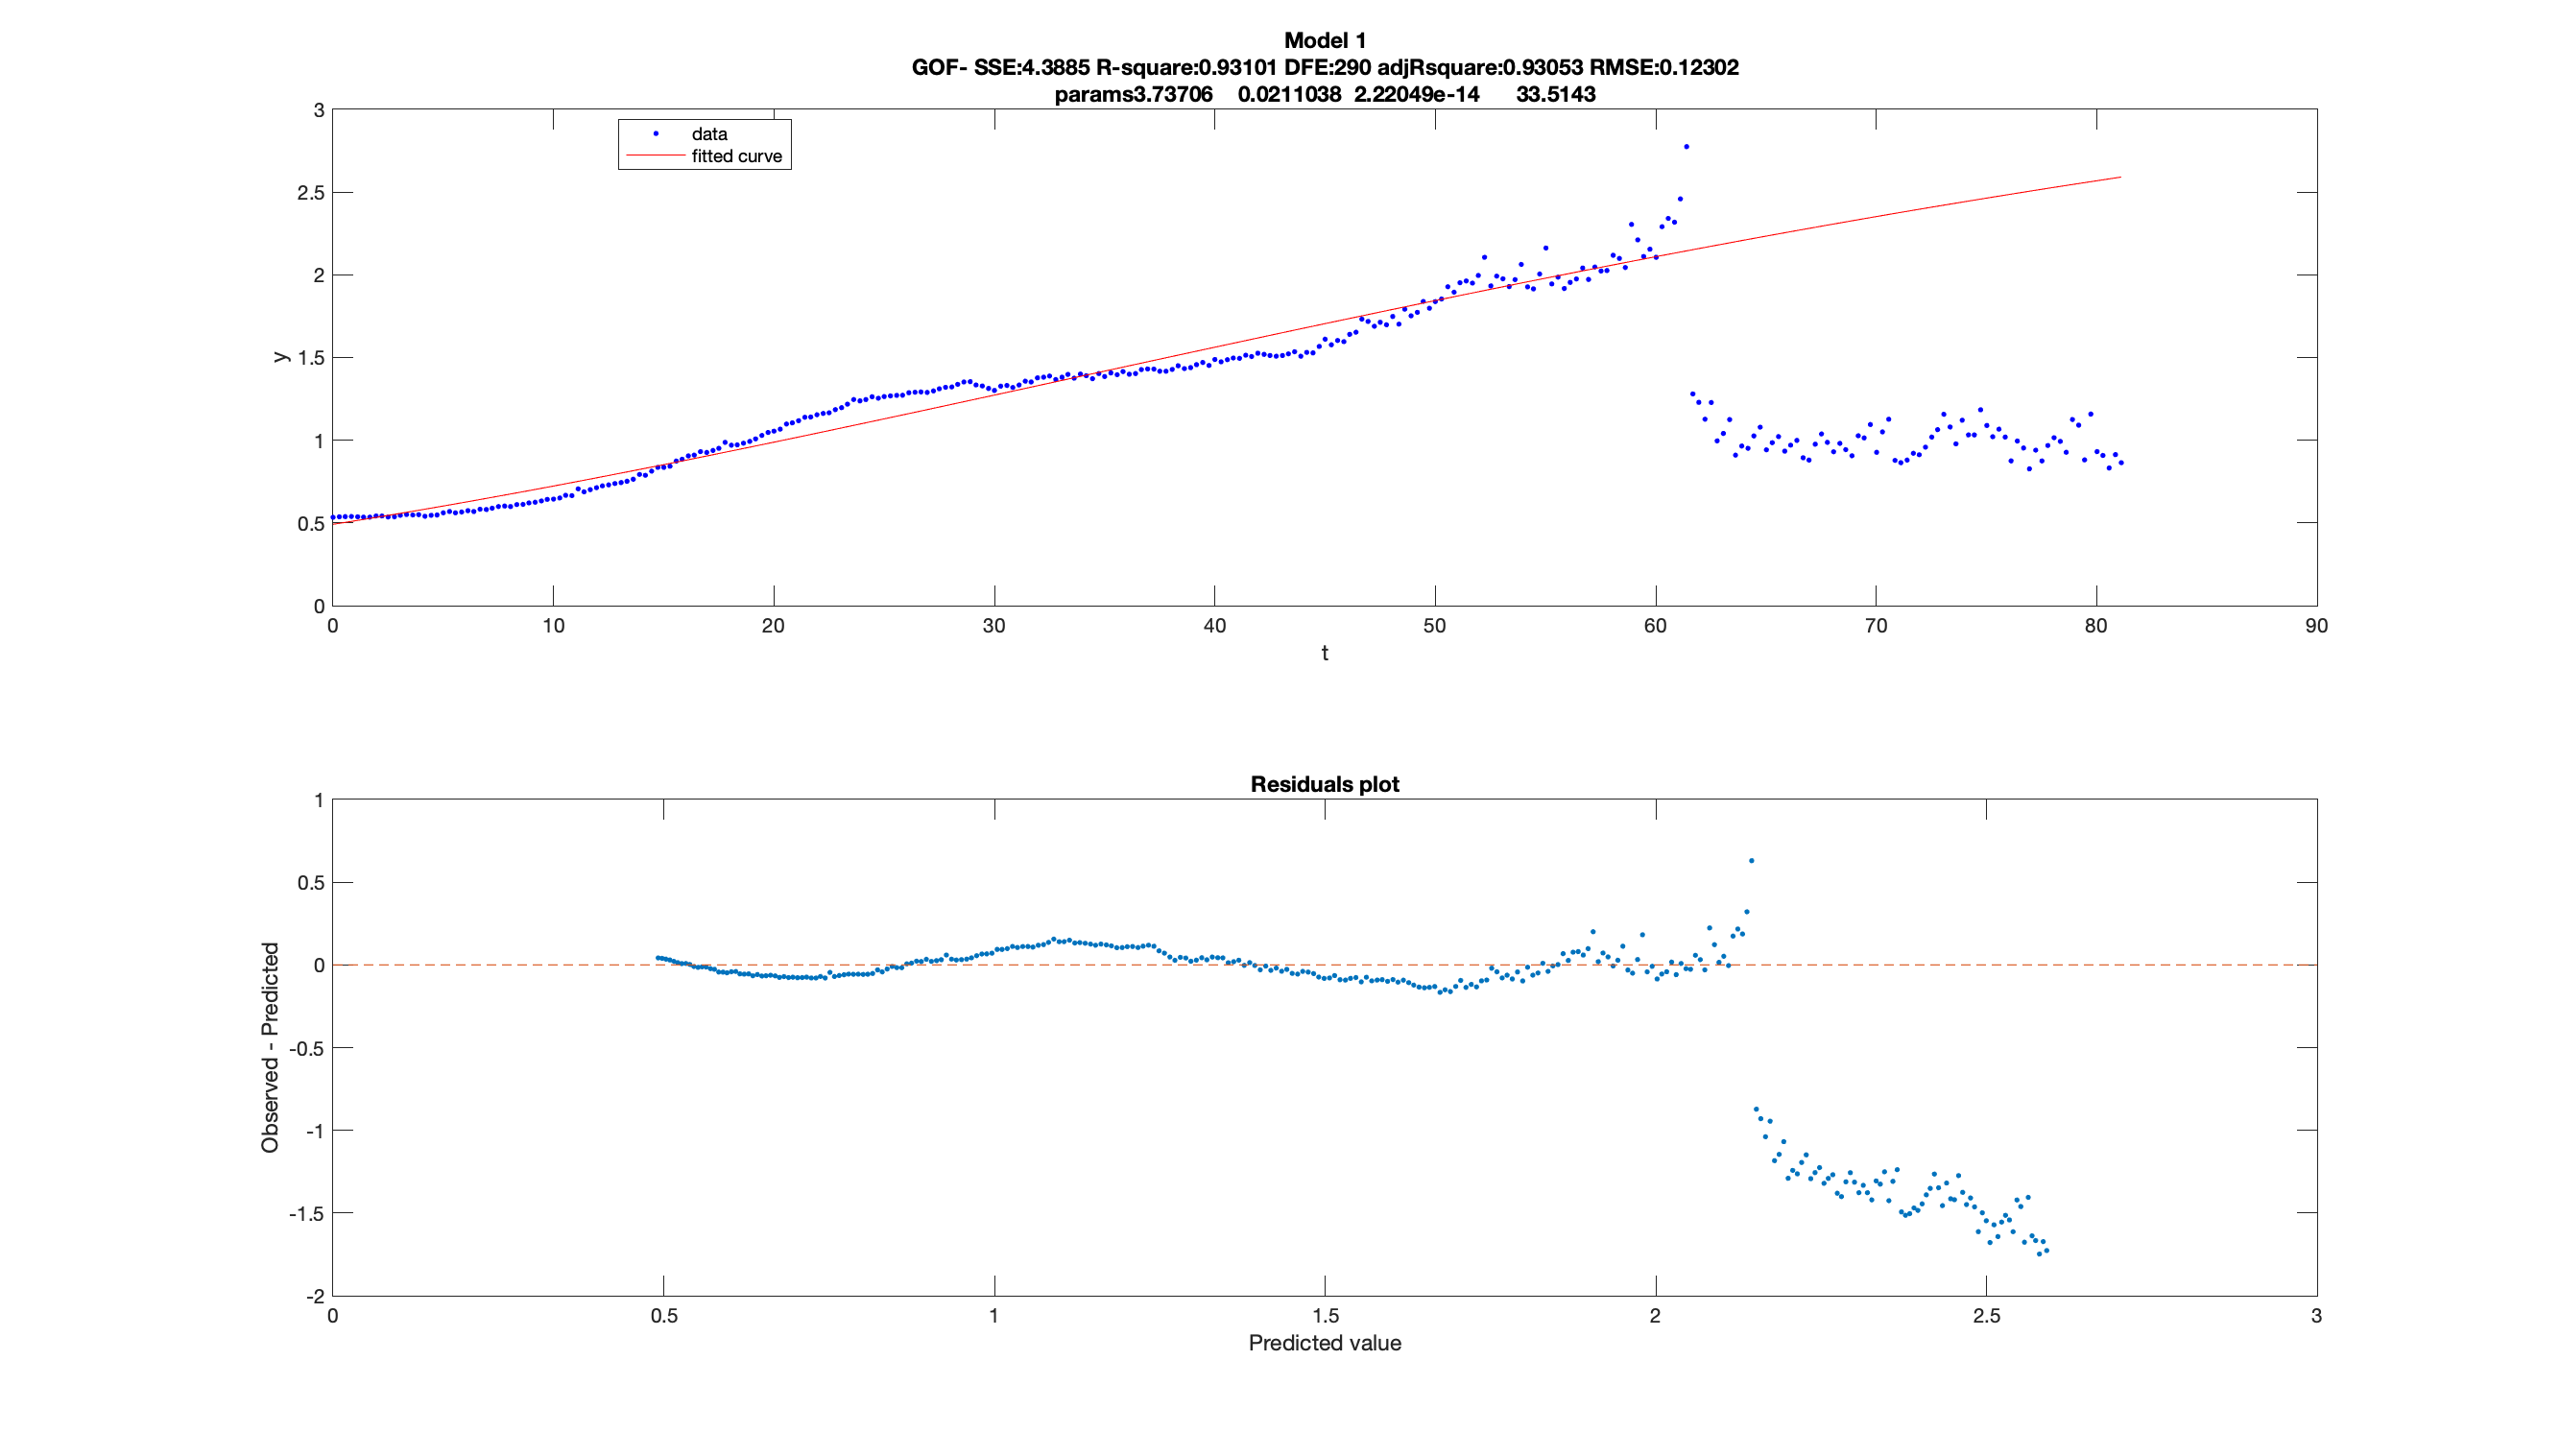 Model 1
GOF- SSE:4.3885 R-square:0.93101 DFE:290 adjRsquare:0.93053 RMSE:0.12302
params3.73706 0.0211038 2.22049e-14 33.5143
data
fitted curve
3
2.5
2
1.5
1
0.5
0
y
0 10 20 30 40 50 60 70 80 90
t
Residuals plot
1
0.5
0
-0.5
-1
-1.5
-2
Observed - Predicted
0 0.5 1 1.5 2 2.5 3
Predicted value